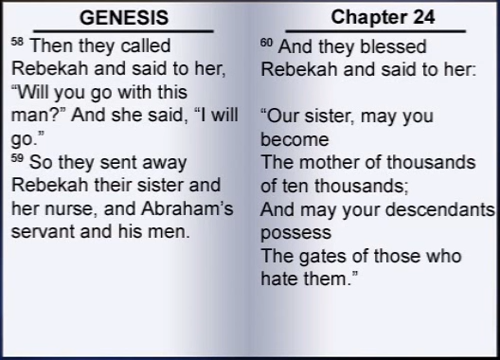 GENESIS
58 Then they called
Rebekah and said to her,
“Will you go with this
man?” And she said, “I will
go.”
59 So they sent away
Rebekah their sister and
her nurse, and Abraham’s
servant and his men.
Chapter 24
60 And they blessed
Rebekah and said to her:
“Our sister, may you
become
The mother of thousands
of ten thousands;
And may your descendants
possess
The gates of those who
hate them.”